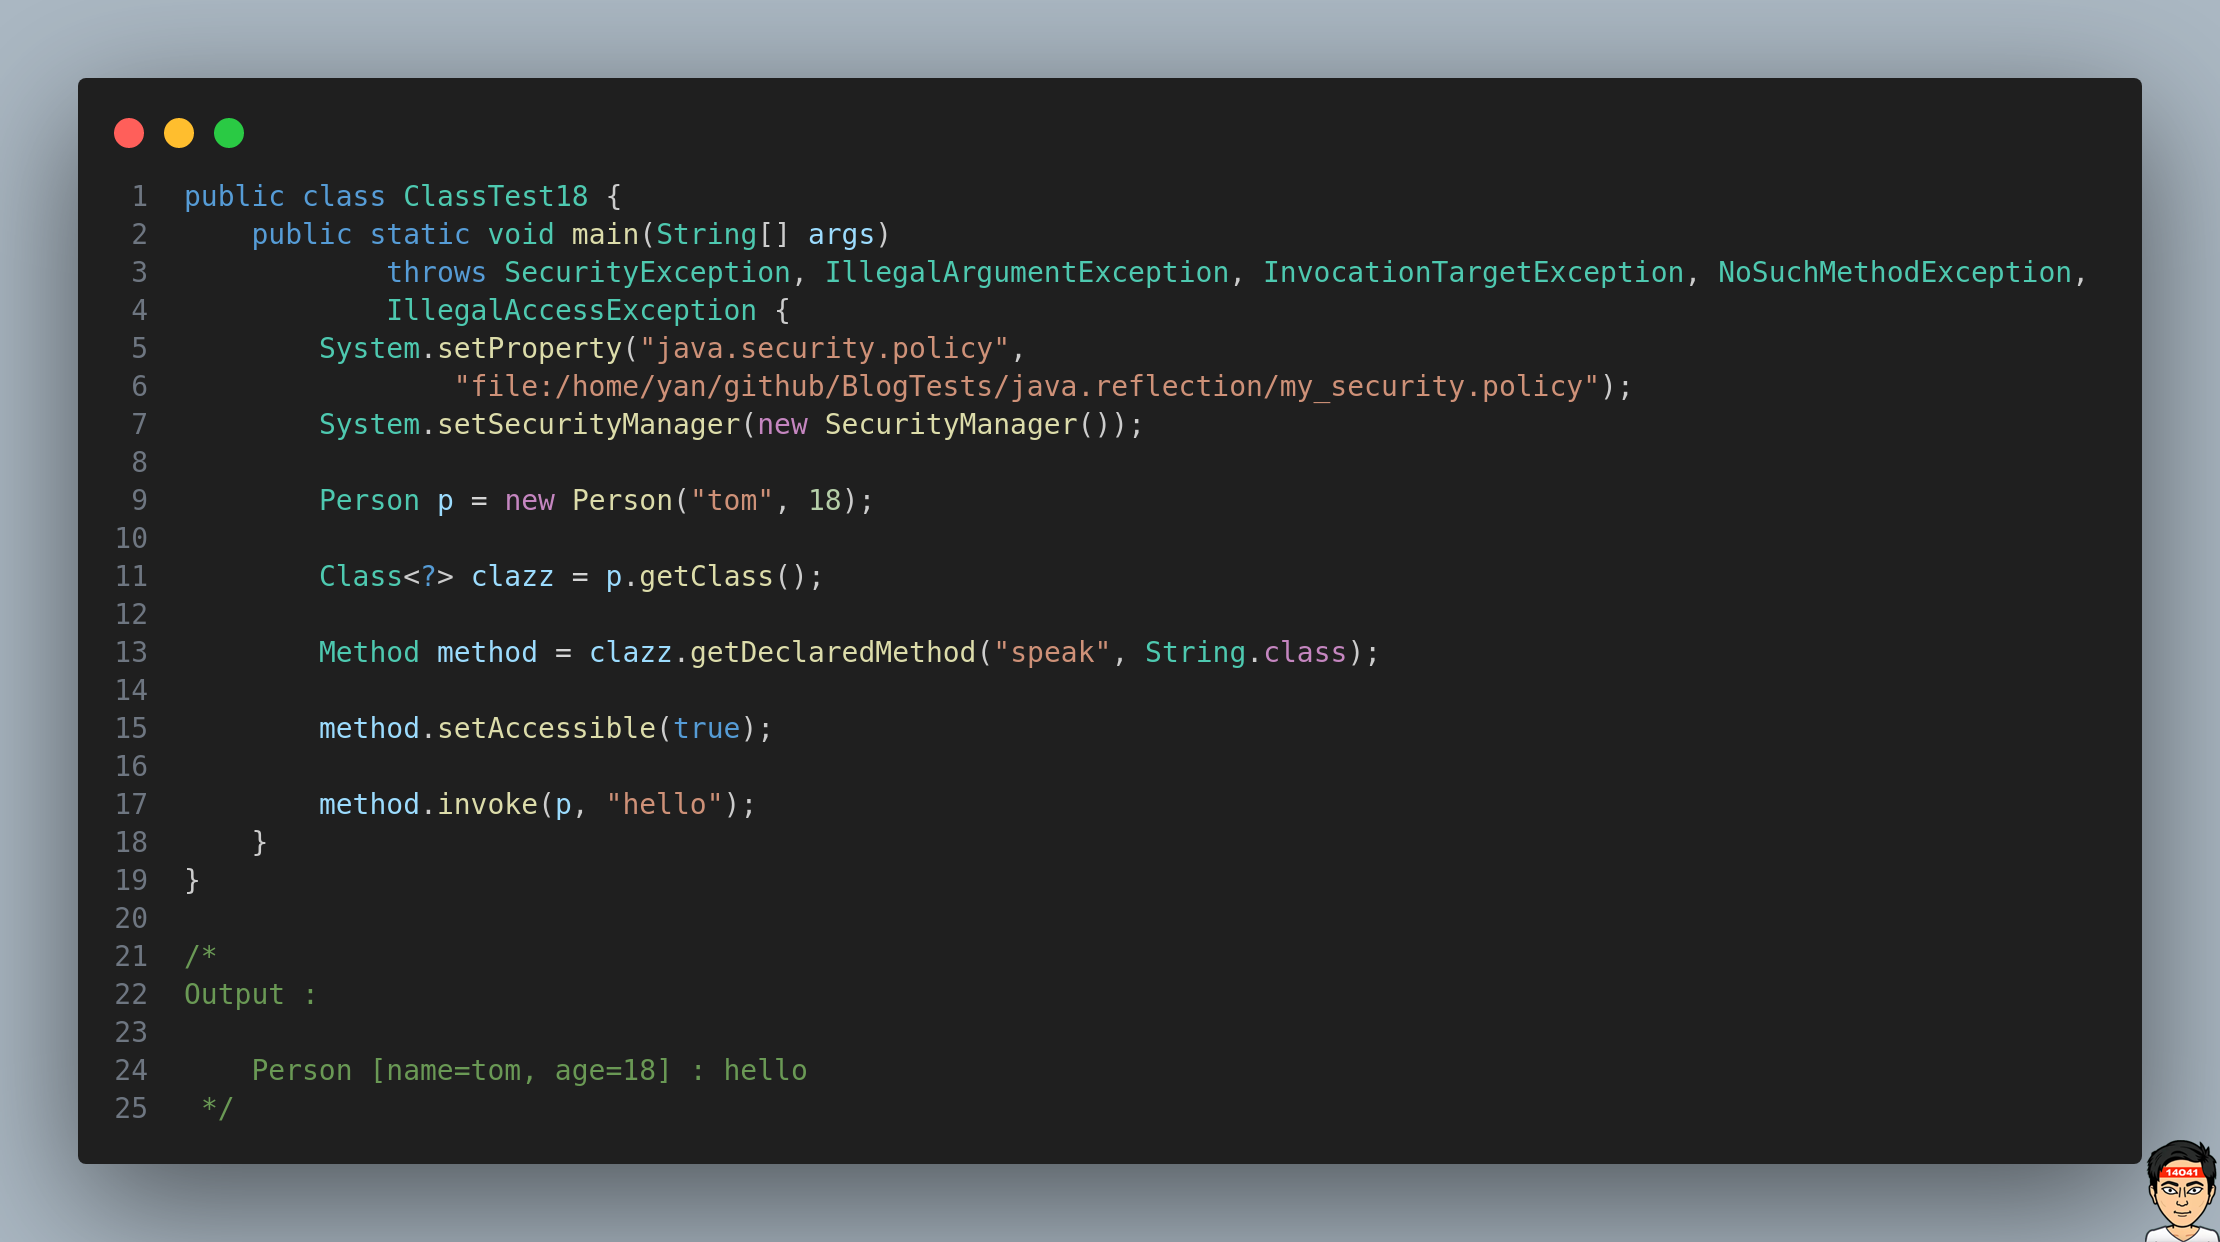 1 public class ClassTest18 {
2     public static void main(String[] args)
3             throws SecurityException, IllegalArgumentException, InvocationTargetException, NoSuchMethodException,
4             IllegalAccessException {
5         System.setProperty("java.security.policy",
6                 "file:/home/yan/github/BlogTests/java.reflection/my_security.policy");
7         System.setSecurityManager(new SecurityManager());
8
9         Person p = new Person("tom", 18);
10
11         Class<?> clazz = p.getClass();
12
13         Method method = clazz.getDeclaredMethod("speak", String.class);
14
15         method.setAccessible(true);
16
17         method.invoke(p, "hello");
18     }
19 }
20
21 /*
22 Output :
23
24     Person [name=tom, age=18] : hello
25  */
14041